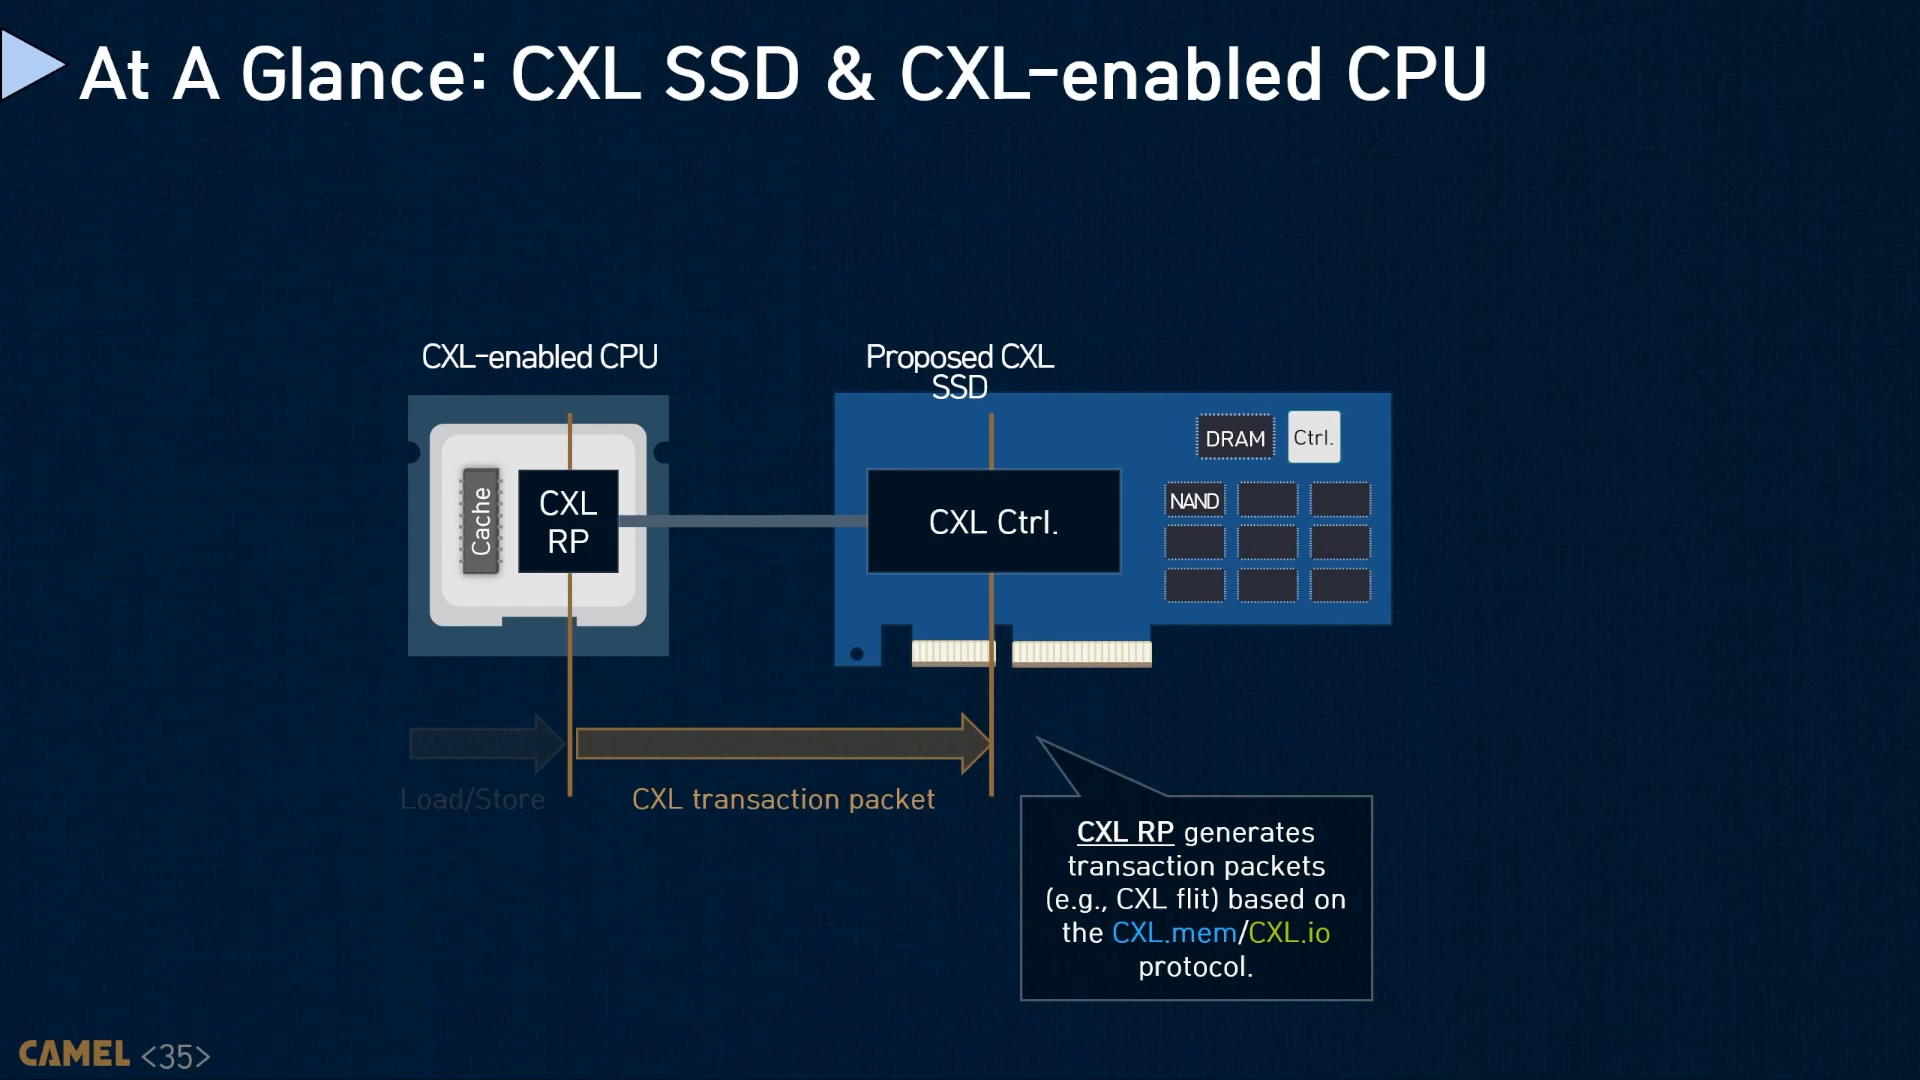 At A Glance: CXL SSD & CXL-enabled CPU
CXL-enabled CPU
Proposed CXL
SSD
Cache
CXL
RP
CXL Ctrl.
DRAM
Ctrl.
NAND
Load/Store
CXL transaction packet
CXL RP generates
transaction packets
(e.g., CXL flit) based on
the CXL.mem/CXL.io
protocol.
CAMEL <35>